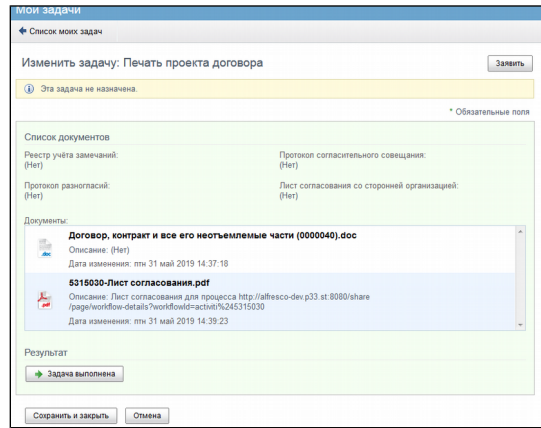 Мои задачи
Список моих задач
Изменить задачу: Печать проекта договора
Заявить
Эта задача не назначена.
* Обязательные поля
Список документов
Реестр учёта замечаний:
(Нет)
Протокол согласительного совещания:
(Нет)
Протокол разногласий:
(Нет)
Лист согласования со сторонней организацией:
(Нет)
Документы:
Договор, контракт и все его неотъемлемые части (0000040).doc
Описание: (Нет)
Дата изменения: птн 31 май 2019 14:37:18
5315030-Лист согласования.pdf
Описание: Лист согласования для процесса http://alfresco-dev.p33.st:8080/share
/page/workflow-details?workflowId=activiti%245315030
Дата изменения: птн 31 май 2019 14:39:23
Результат
Задача выполнена
Сохранить и закрыть
Отмена